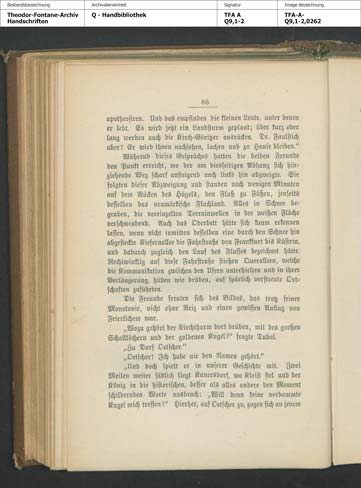 Bestandsbezeichnung
Theodor-Fontane-Archiv
Handschriften
Archivalieneinheit
Q - Handbibliothek
Signatur
TFA A
Q9,1-2
Image-Bezeichnung
TFA-A-
Q9,1-2,0262
86
apotheosiren. Und das empfinden die kleinen Leute, unter denen
er lebt. Es wird jetzt ein Landsturm geplant; über kurz oder
lang werden auch die Kirch-Göritzer ausrücken. Dr. Faulstich
aber? Er wird ihnen nachsehen, lachen und zu Hause bleiben."
Während dieses Gespräches hatten die beiden Freunde
den Punkt erreicht, wo der am diesseitigen Abhang sich hin-
ziehende Weg scharf ansteigend nach links hin abzweigte. Sie
folgten dieser Abzweigung und standen nach wenigen Minuten
auf dem Rücken des Hügels, den Fluß zu Füßen, jenseits
desselben das neumärkische Flachland. Alles in Schnee be-
graben, die vereinzelten Terrainwellen in der weißen Fläche
verschwindend. Auch das Oderbett hätte sich kaum erkennen
lassen, wenn nicht inmitten desselben eine durch den Schnee hin
abgesteckte Kiefernallee die Fahrstraße von Frankfurt bis Küstrin,
und dadurch zugleich den Lauf des Flusses bezeichnet hätte.
Rechtwinklig auf diese Fahrstraße stießen Queralleen, welche
die Kommunikation zwischen den Ufern unterhielten und in ihrer
Verlängerung, hüben wie drüben, auf spärlich verstreute Ort-
schaften zuführten.
Die Freunde freuten sich des Bildes, das trotz seiner
Monotonie, nicht ohne Reiz und einen gewissen Anflug von
Feierlichem war.
„Wozu gehört der Kirchthurm dort drüben, mit den großen
Schalllöchern und der goldenen Kugel?" fragte Tubal.
„Zu Dorf Oetscher."
„Oetscher! Ich habe nie den Namen gehört."
„Und doch spielt er in unserer Geschichte mit. Zwei
Meilen weiter südlich liegt Kunersdorf, wo Kleist fiel und der
König in die historischen, besser als alles andere den Moment
schildernden Worte ausbrach: „Will denn keine verdammte
Kugel mich treffen?" Hierher, auf Oetscher zu, zogen sich an jenem